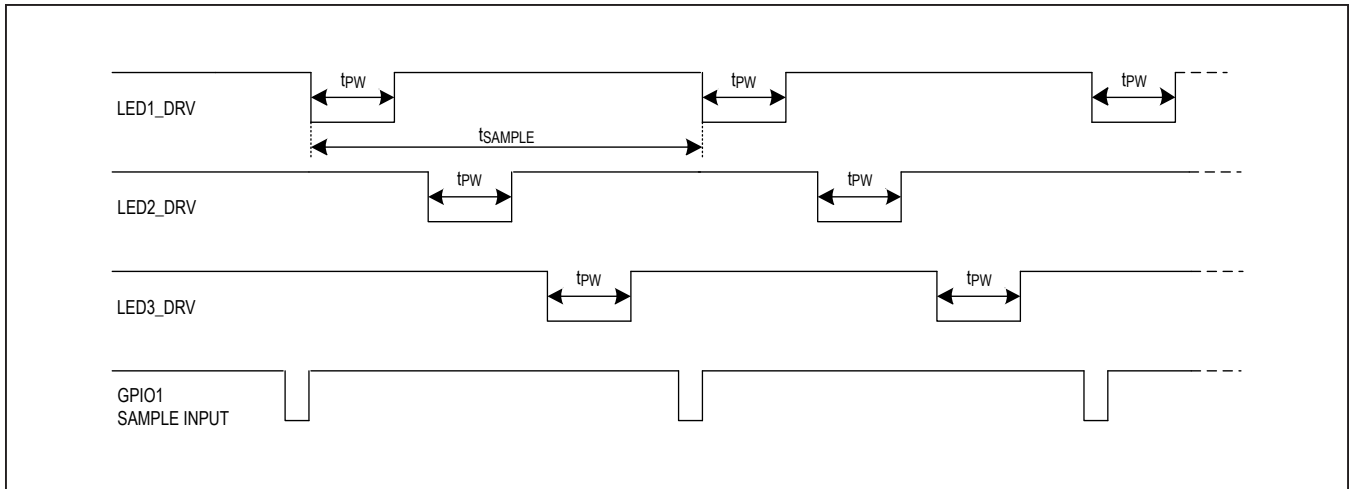 tPW
tPW
tPW
LED1_DRV
tSAMPLE
tPW
tPW
LED2_DRV
tPW
tPW
LED3_DRV
GPIO1
SAMPLE INPUT